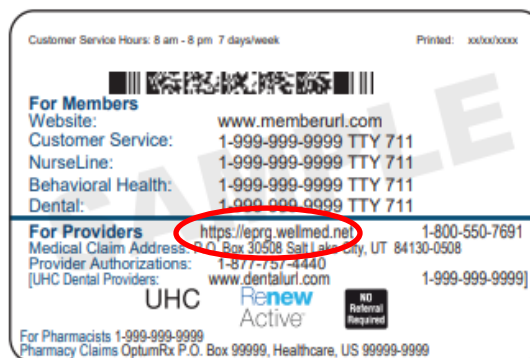 Customer Service Hours: 8 am - 8 pm 7 days/week Printed: xx/xx/xxxx
For Members
Website: www.memberurl.com
Customer Service: 1-999-999-9999 TTY 711
NurseLine: 1-999-999-9999 TTY 711
Behavioral Health: 1-999-999-9999 TTY 711
Dental: 1-999-999-9999 TTY 711
For Providers https://eprg.wellmed.net 1-800-550-7691
Medical Claim Address: P.O. Box 30508 Salt Lake City, UT 84130-0508
Provider Authorizations: 1-877-757-4440
[UHC Dental Providers: www.dentalurl.com 1-999-999-9999]
UHC Renew Active NO Referral Required
For Pharmacists 1-999-999-9999
Pharmacy Claims OptumRx P.O. Box 99999, Healthcare, US 99999-9999
SAMPLE